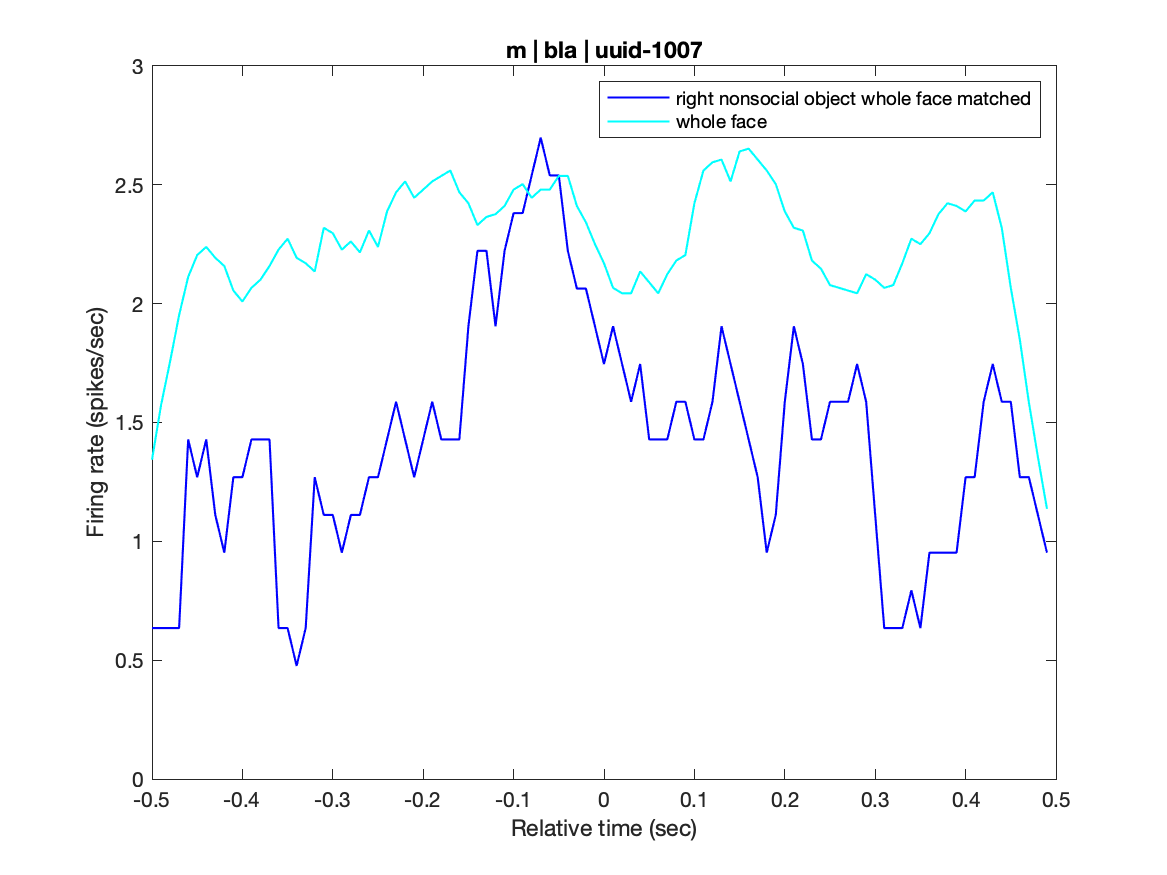 m | bla | uuid-1007
right nonsocial object whole face matched
whole face
Firing rate (spikes/sec)
3
2.5
2
1.5
1
0.5
0
-0.5 -0.4 -0.3 -0.2 -0.1 0 0.1 0.2 0.3 0.4 0.5
Relative time (sec)